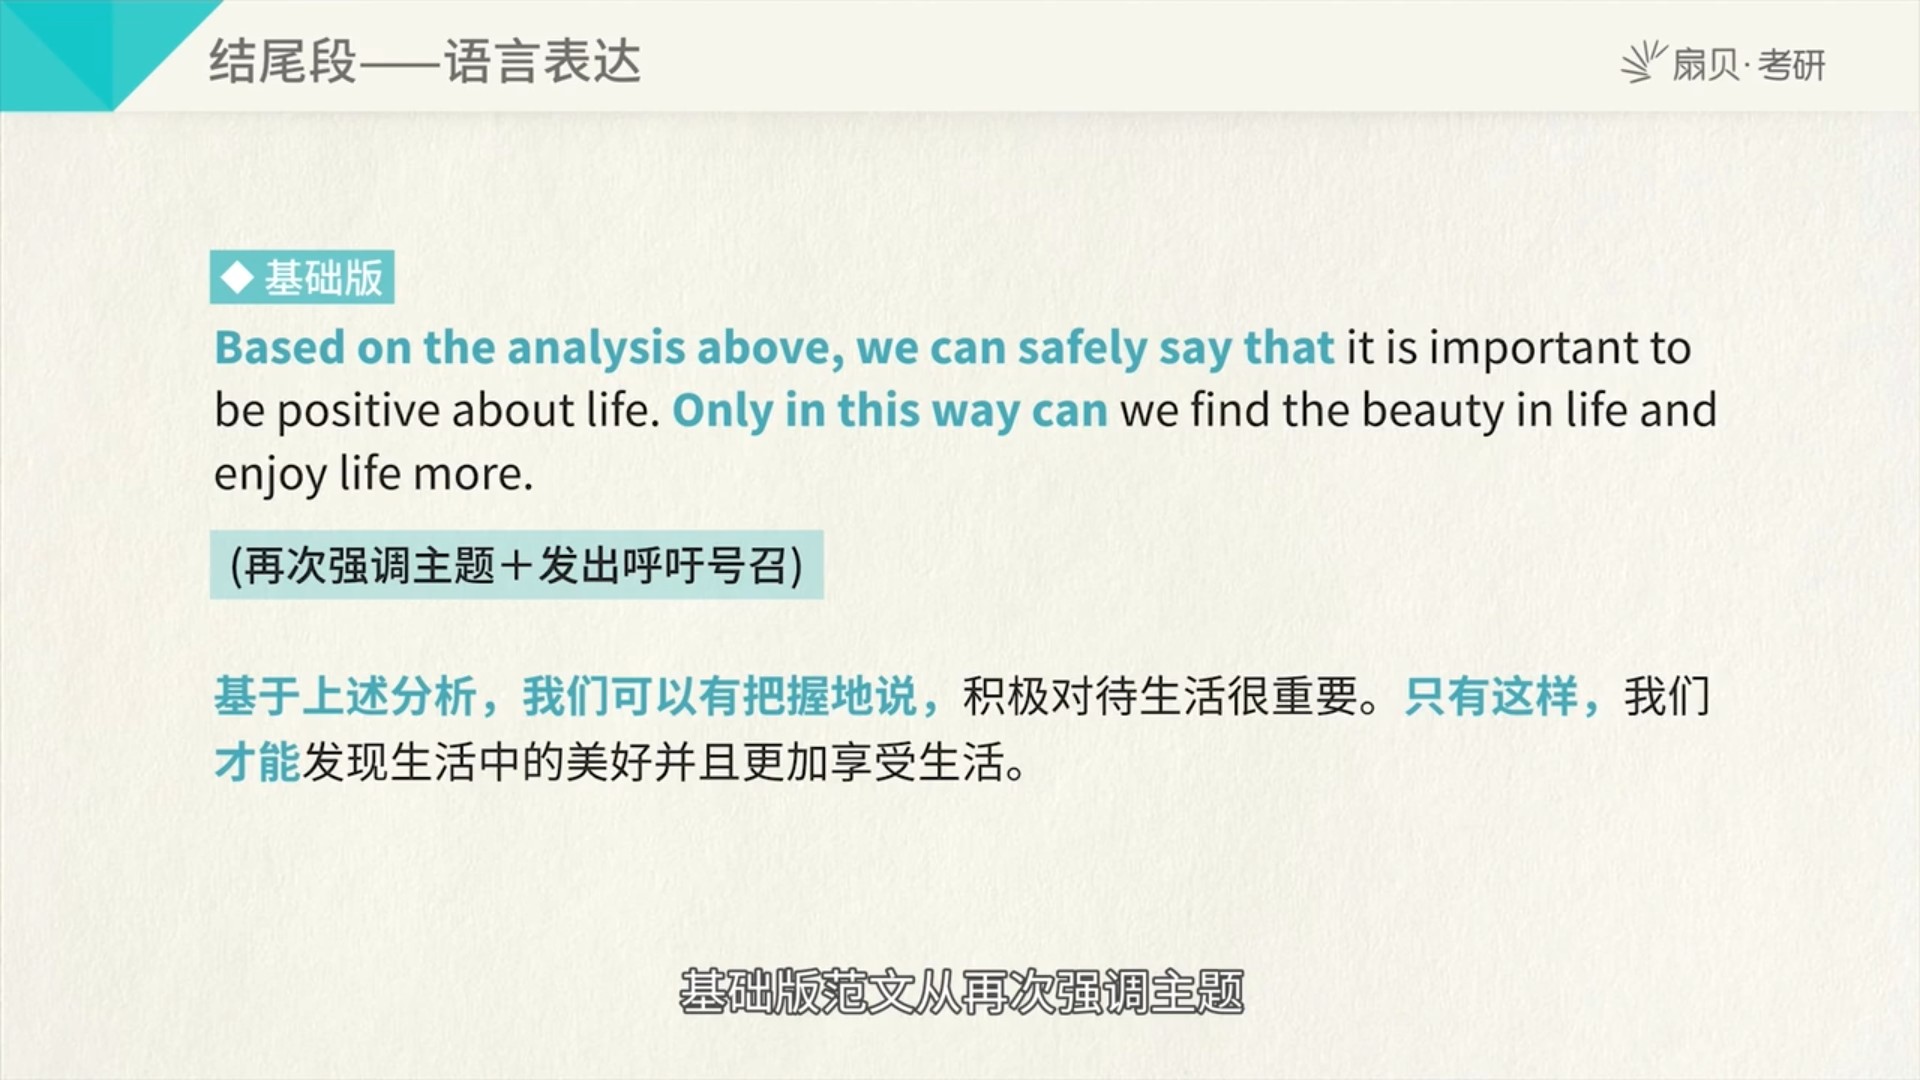 结尾段——语言表达
扇贝·考研
◆ 基础版
Based on the analysis above, we can safely say that it is important to
be positive about life. Only in this way can we find the beauty in life and
enjoy life more.
(再次强调主题＋发出呼吁号召)
基于上述分析，我们可以有把握地说，积极对待生活很重要。只有这样，我们
才能发现生活中的美好并且更加享受生活。
基础版范文从再次强调主题